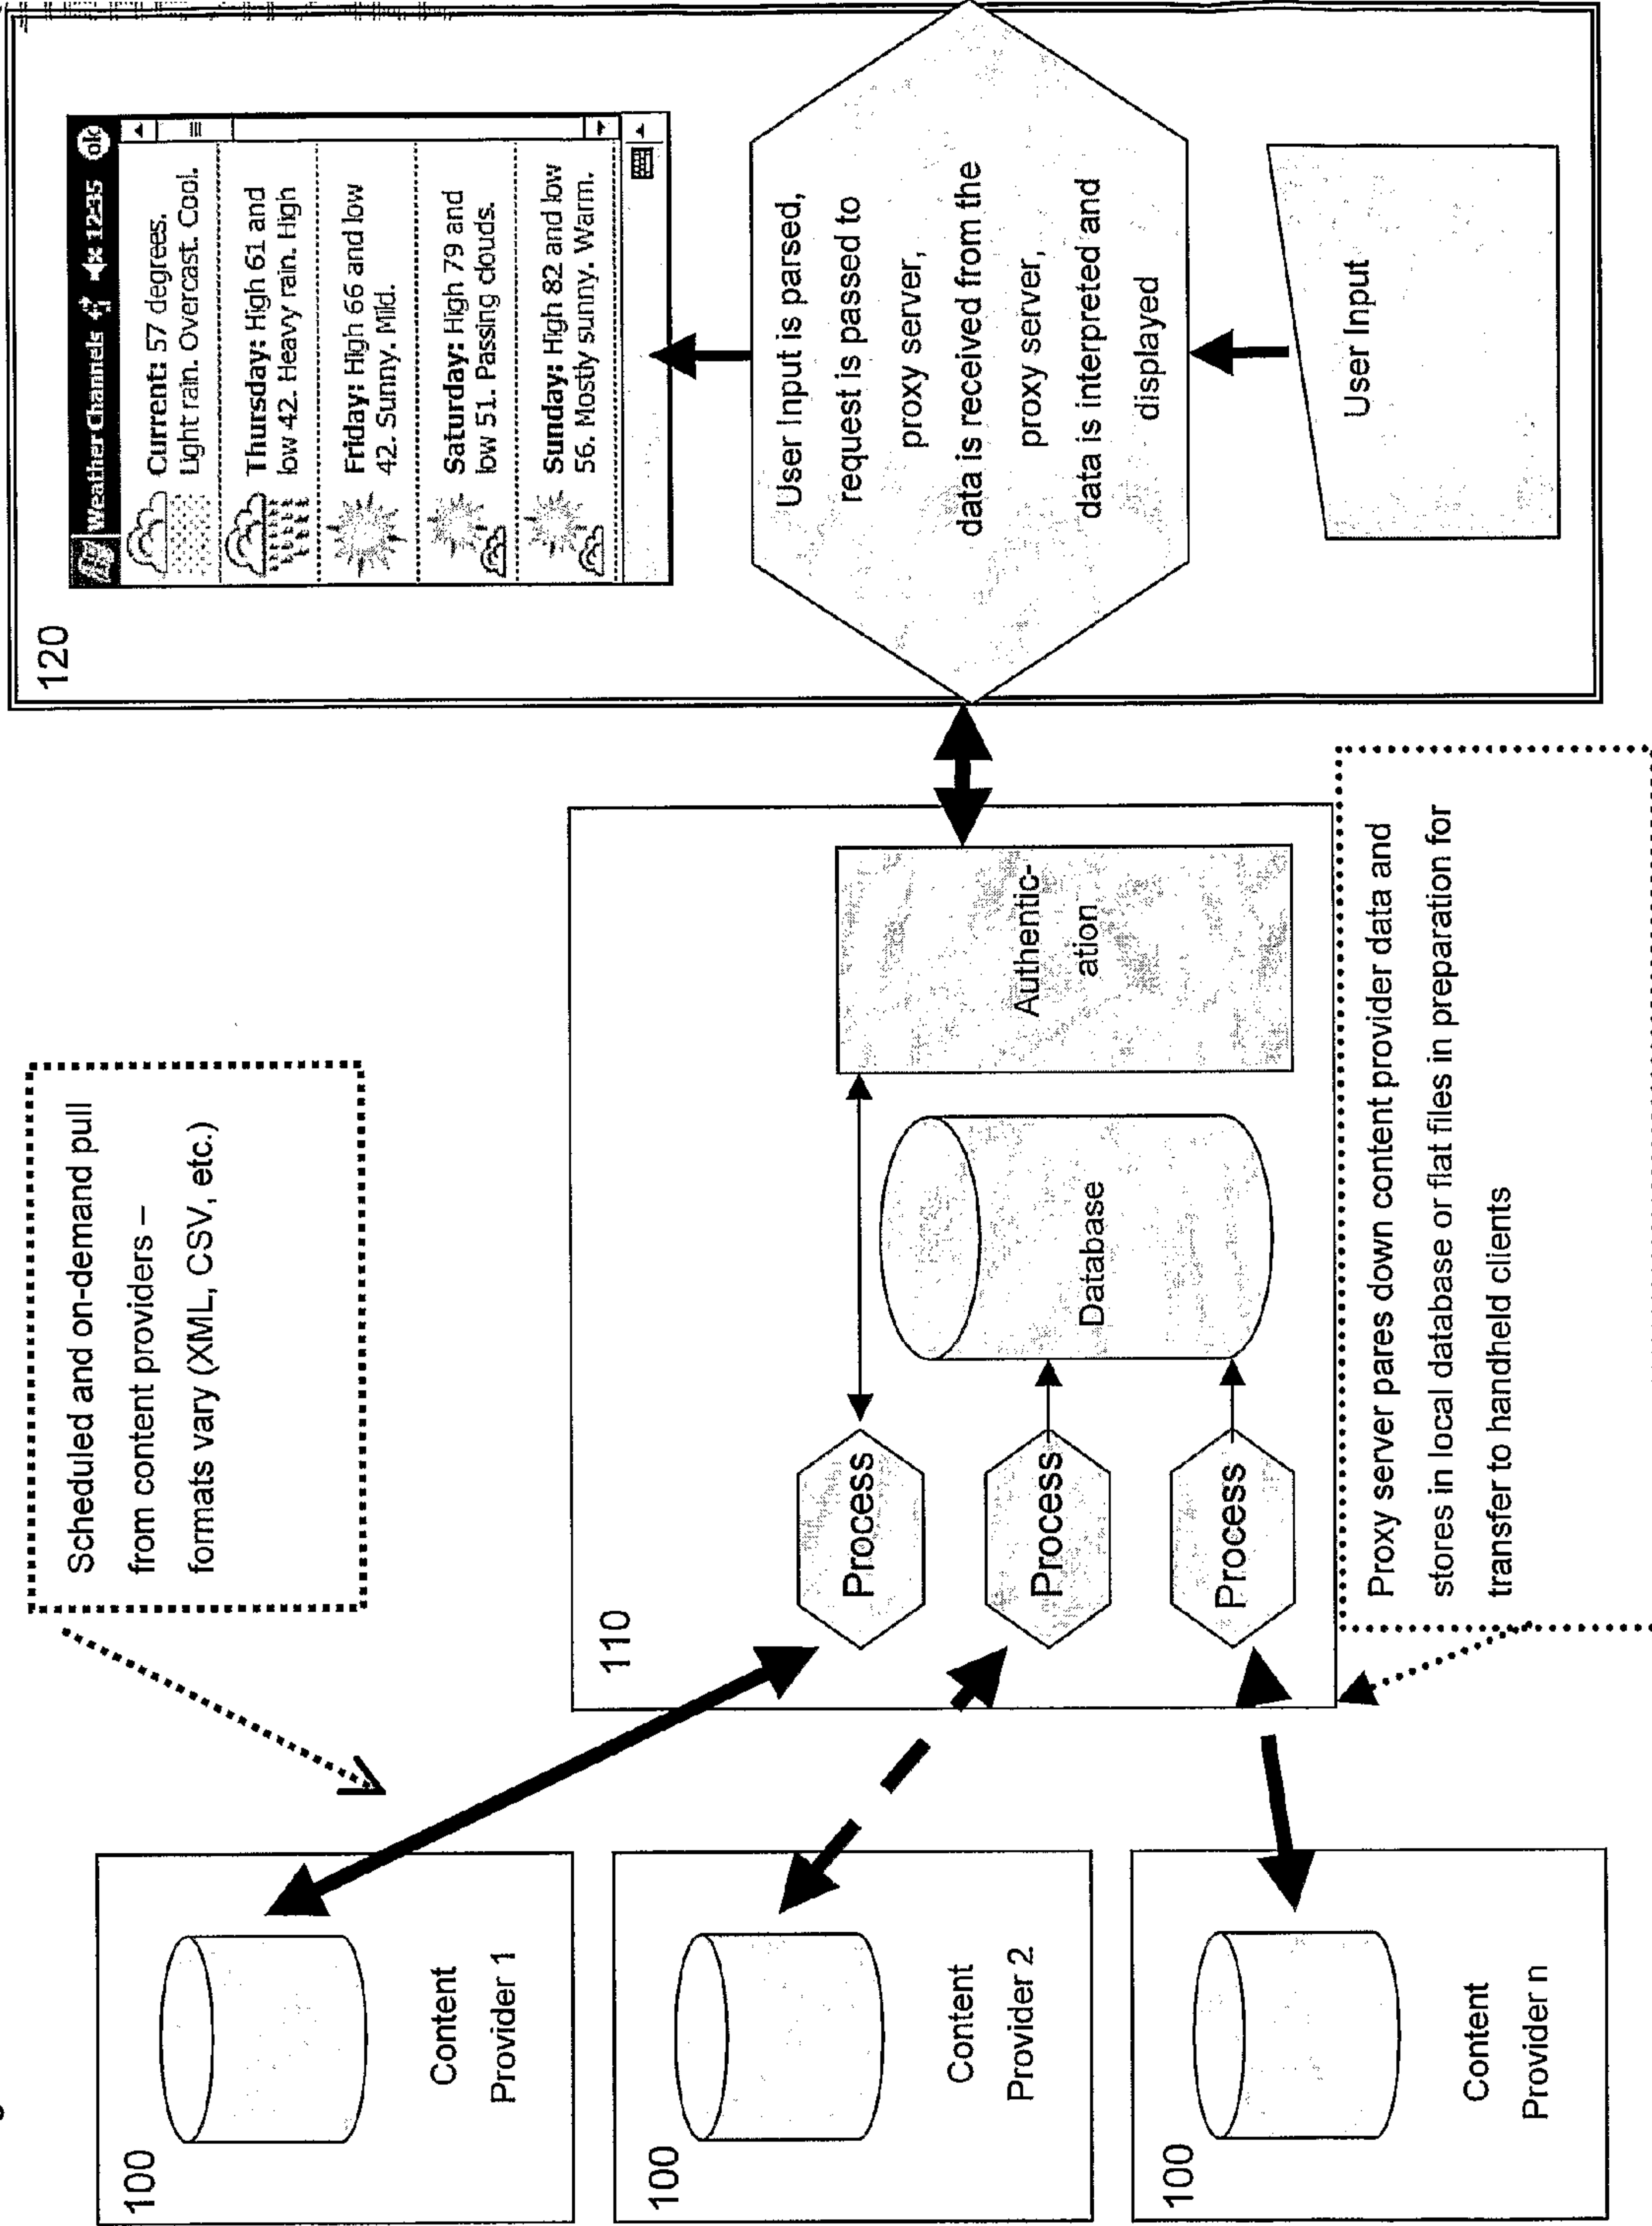 100
Content
Provider 1
100
Content
Provider 2
100
Content
Provider n
Scheduled and on-demand pull
from content providers –
formats vary (XML, CSV, etc.)
110
Process
Process
Process
Database
Authentic-
ation
Proxy server pares down content provider data and
stores in local database or flat files in preparation for
transfer to handheld clients
120
Weather Channels 12:35 ok
Current: 57 degrees.
Light rain. Overcast. Cool.
Thursday: High 61 and
low 42. Heavy rain. High
Friday: High 66 and low
42. Sunny. Mild.
Saturday: High 79 and
low 51. Passing clouds.
Sunday: High 82 and low
56. Mostly sunny. Warm.
User Input is parsed,
request is passed to
proxy server,
data is received from the
proxy server,
data is interpreted and
displayed
User Input